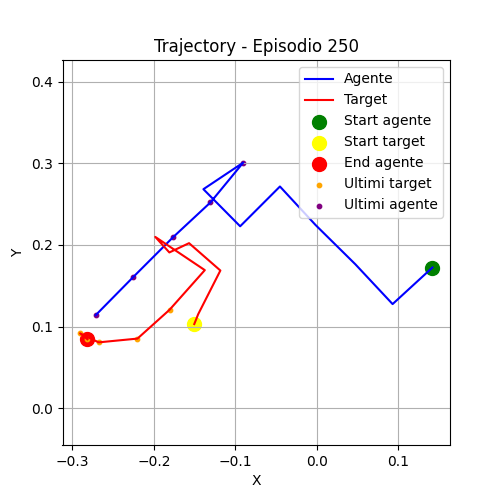 Trajectory - Episodio 250
Agente
Target
Start agente
Start target
End agente
Ultimi target
Ultimi agente
Y
0.4
0.3
0.2
0.1
0.0
−0.3
−0.2
−0.1
0.0
0.1
X